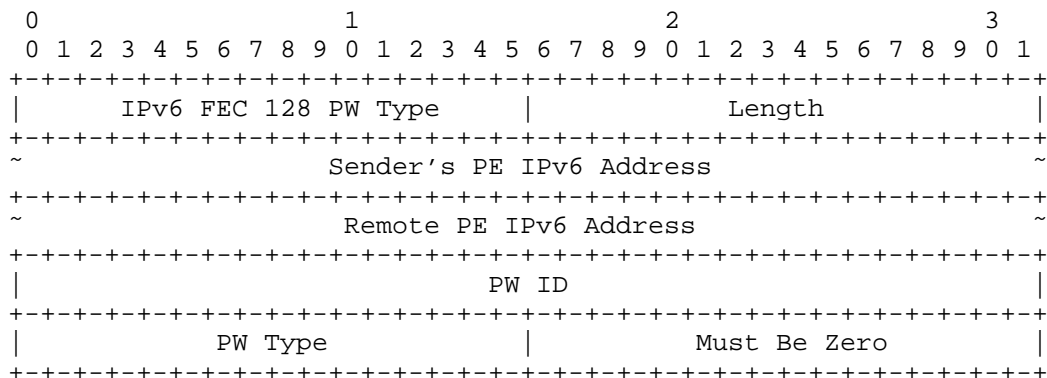 0                   1                   2                   3
 0 1 2 3 4 5 6 7 8 9 0 1 2 3 4 5 6 7 8 9 0 1 2 3 4 5 6 7 8 9 0 1
+-+-+-+-+-+-+-+-+-+-+-+-+-+-+-+-+-+-+-+-+-+-+-+-+-+-+-+-+-+-+-+-+
|      IPv6 FEC 128 PW Type     |            Length             |
+-+-+-+-+-+-+-+-+-+-+-+-+-+-+-+-+-+-+-+-+-+-+-+-+-+-+-+-+-+-+-+-+
~                   Sender's PE IPv6 Address                    ~
+-+-+-+-+-+-+-+-+-+-+-+-+-+-+-+-+-+-+-+-+-+-+-+-+-+-+-+-+-+-+-+-+
~                    Remote PE IPv6 Address                     ~
+-+-+-+-+-+-+-+-+-+-+-+-+-+-+-+-+-+-+-+-+-+-+-+-+-+-+-+-+-+-+-+-+
|                             PW ID                             |
+-+-+-+-+-+-+-+-+-+-+-+-+-+-+-+-+-+-+-+-+-+-+-+-+-+-+-+-+-+-+-+-+
|            PW Type            |          Must Be Zero         |
+-+-+-+-+-+-+-+-+-+-+-+-+-+-+-+-+-+-+-+-+-+-+-+-+-+-+-+-+-+-+-+-+